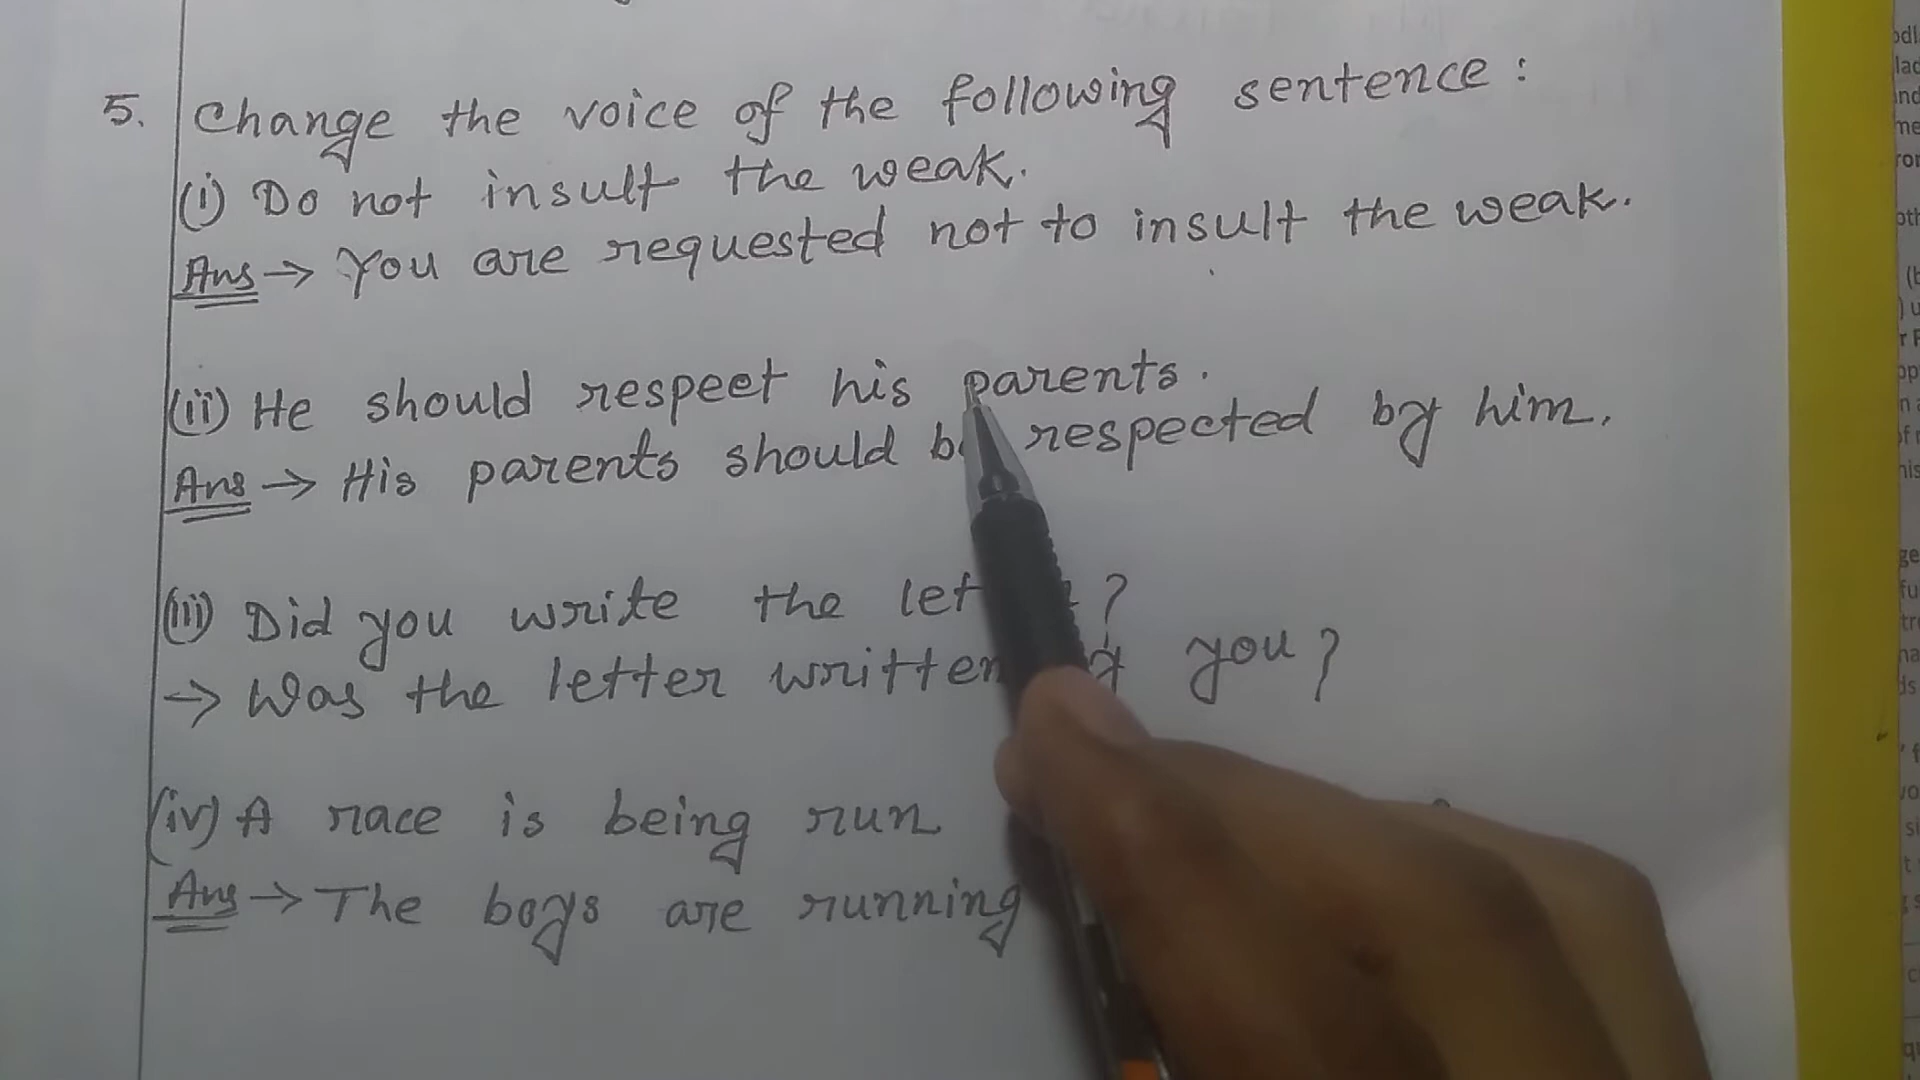 5. Change the voice of the following sentence:
(i) Do not insult the weak.
Ans → You are requested not to insult the weak.
(ii) He should respect his parents.
Ans → His parents should respected by him.
(iii) Did you write the ?
→ Was the letter written you?
(iv) A race is being run
Ans → The boys are running